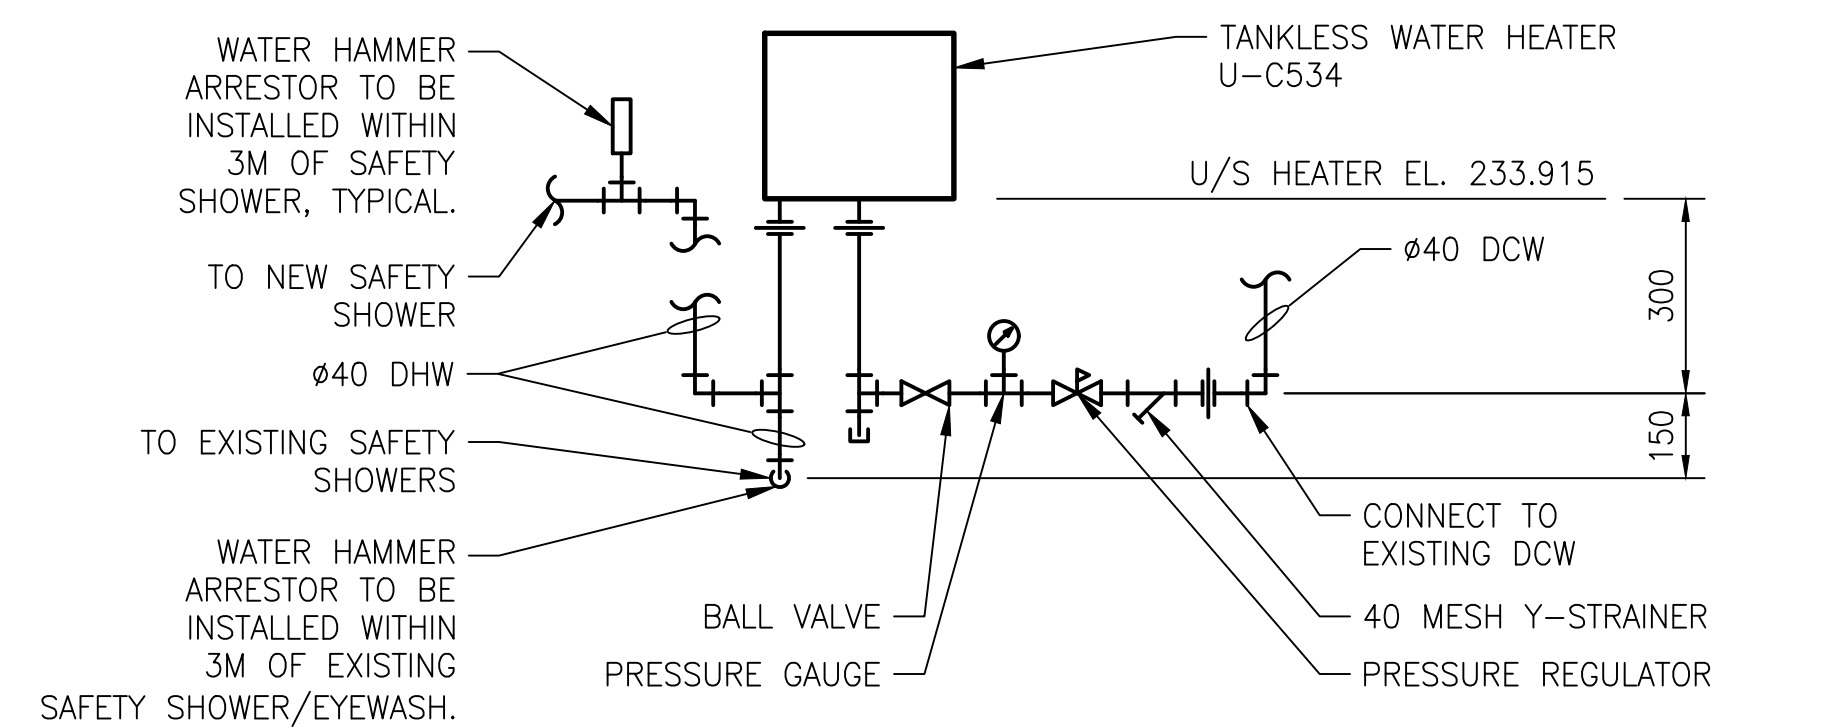 WATER HAMMER
ARRESTOR TO BE
INSTALLED WITHIN
3M OF SAFETY
SHOWER, TYPICAL.
TO NEW SAFETY
SHOWER
ø40 DHW
TO EXISTING SAFETY
SHOWERS
WATER HAMMER
ARRESTOR TO BE
INSTALLED WITHIN
3M OF EXISTING
SAFETY SHOWER/EYEWASH.
TANKLESS WATER HEATER
U-C534
U/S HEATER EL. 233.915
ø40 DCW
300
150
CONNECT TO
EXISTING DCW
BALL VALVE
PRESSURE GAUGE
40 MESH Y-STRAINER
PRESSURE REGULATOR